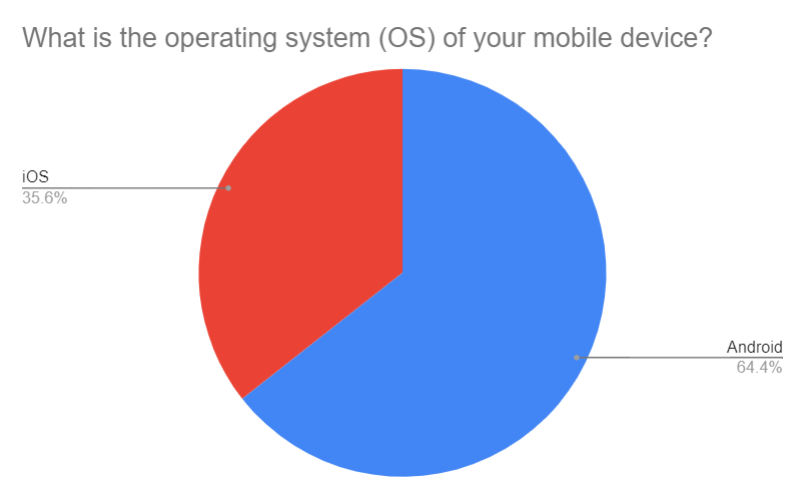 What is the operating system (OS) of your mobile device?
iOS
35.6%
Android
64.4%